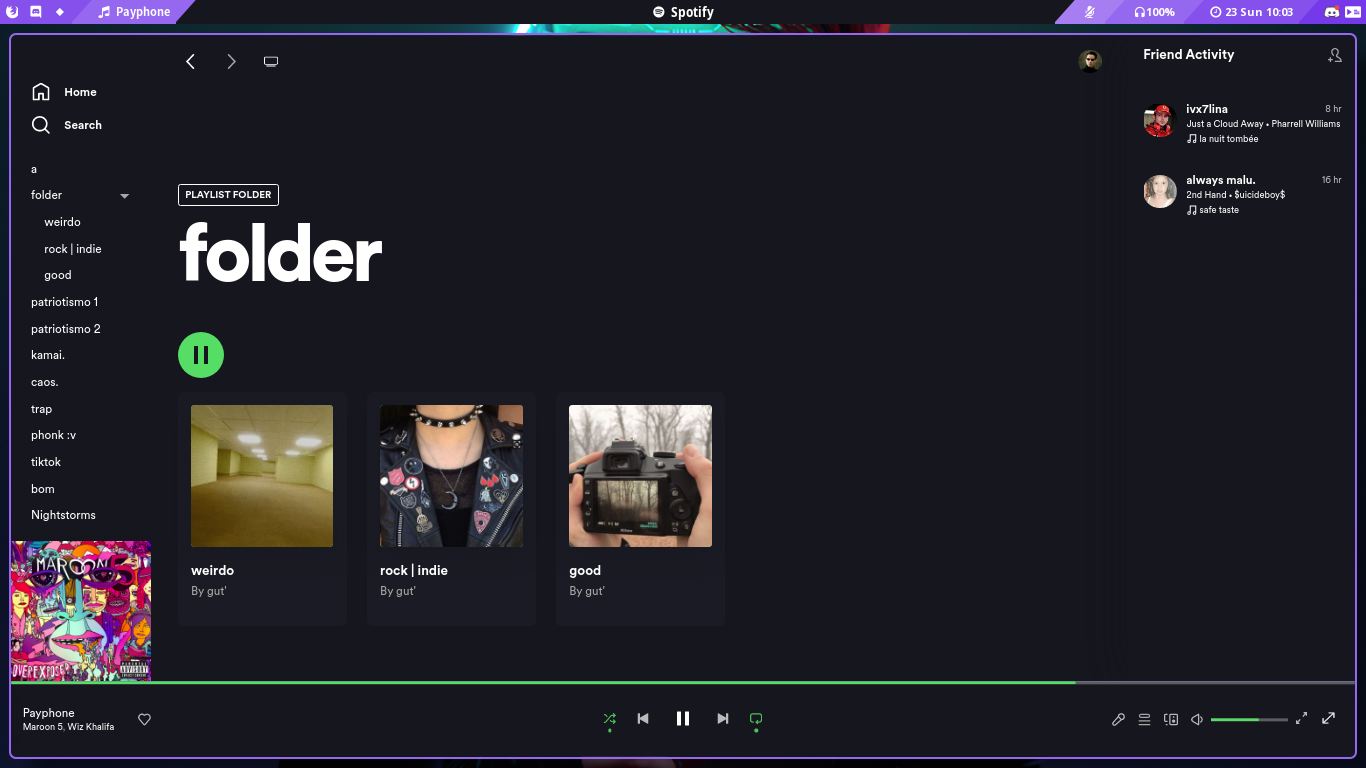 Payphone
Spotify
100%
23 Sun 10:03
Home
Search
a
folder
weirdo
rock | indie
good
patriotismo 1
patriotismo 2
kamai.
caos.
trap
phonk :v
tiktok
bom
Nightstorms
MAROON
OVEREXPOSED
PARENTAL
ADVISORY
PLAYLIST FOLDER
folder
weirdo
By gut'
rock | indie
By gut'
good
By gut'
Friend Activity
ivx7lina
8 hr
Just a Cloud Away • Pharrell Williams
la nuit tombée
always malu.
16 hr
2nd Hand • $uicideboy$
safe taste
Payphone
Maroon 5, Wiz Khalifa